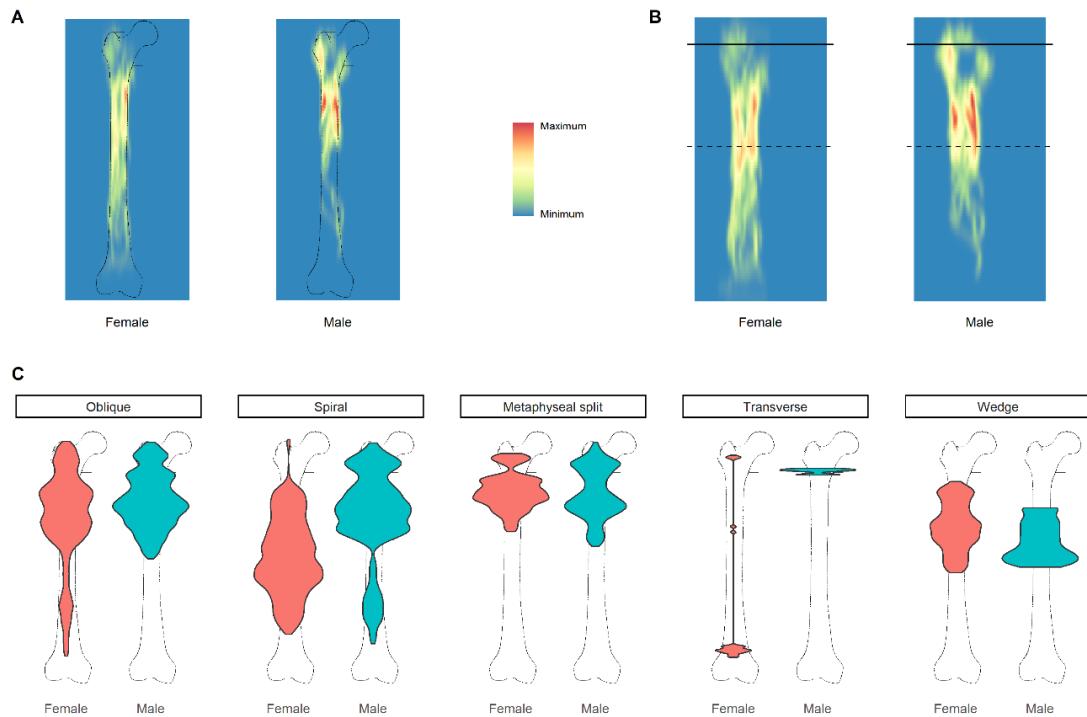 A
B
Maximum
Minimum
Female
Male
Female
Male
C
Oblique
Spiral
Metaphyseal split
Transverse
Wedge
Female
Male
Female
Male
Female
Male
Female
Male
Female
Male